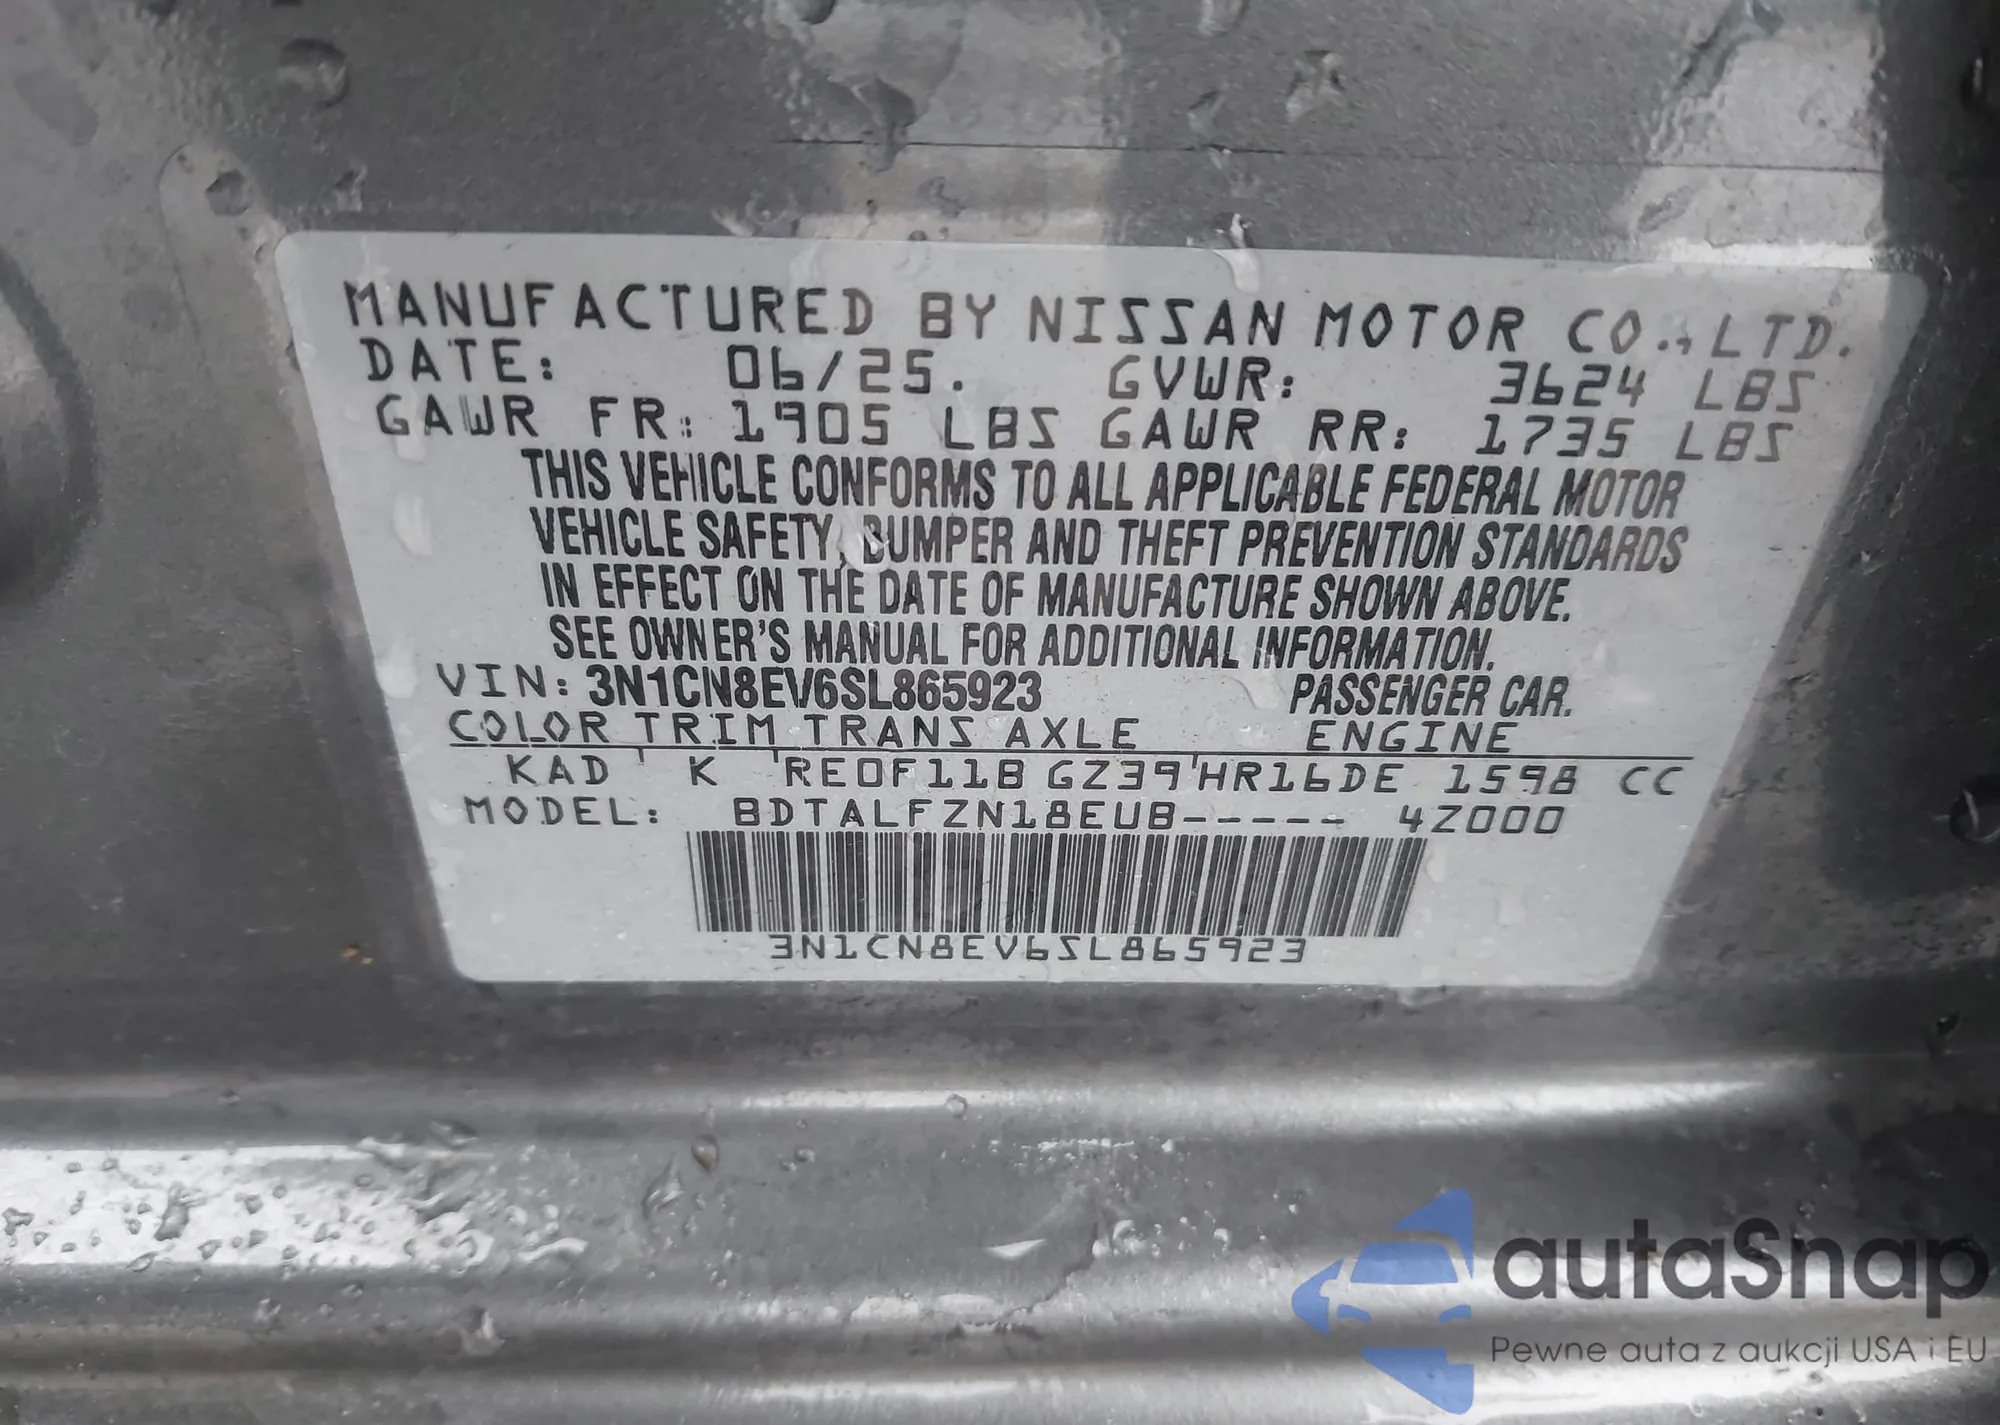 MANUFACTURED BY NISSAN MOTOR CO., LTD.
DATE: 06/25. GVWR: 3624 LBS
GAWR FR: 1905 LBS GAWR RR: 1735 LBS
THIS VEHICLE CONFORMS TO ALL APPLICABLE FEDERAL MOTOR
VEHICLE SAFETY, BUMPER AND THEFT PREVENTION STANDARDS
IN EFFECT ON THE DATE OF MANUFACTURE SHOWN ABOVE.
SEE OWNER'S MANUAL FOR ADDITIONAL INFORMATION.
VIN: 3N1CN8EV6SL865923 PASSENGER CAR.
COLOR TRIM TRANS AXLE ENGINE
KAD ' K 'RE0F11B GZ39'HR16DE 1598 CC
MODEL: BDTALFZN18EUB----- 4Z000
3N1CN8EV6SL865923
autaSnap
Pewne auta z aukcji USA i EU